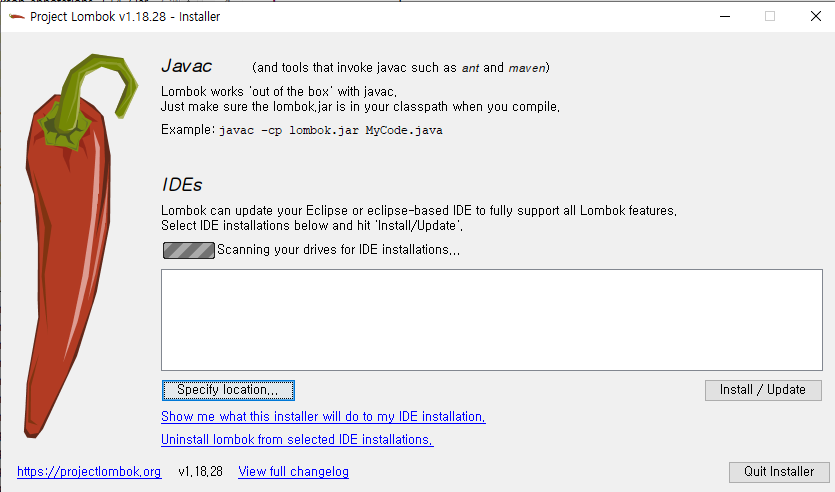 Project Lombok v1.18.28 - Installer
Javac (and tools that invoke javac such as ant and maven)
Lombok works 'out of the box' with javac.
Just make sure the lombok.jar is in your classpath when you compile.
Example: javac -cp lombok.jar MyCode.java
IDEs
Lombok can update your Eclipse or eclipse-based IDE to fully support all Lombok features.
Select IDE installations below and hit 'Install/Update'.
Scanning your drives for IDE installations...
Specify location... Install / Update
Show me what this installer will do to my IDE installation.
Uninstall lombok from selected IDE installations.
https://projectlombok.org v1.18.28 View full changelog Quit Installer